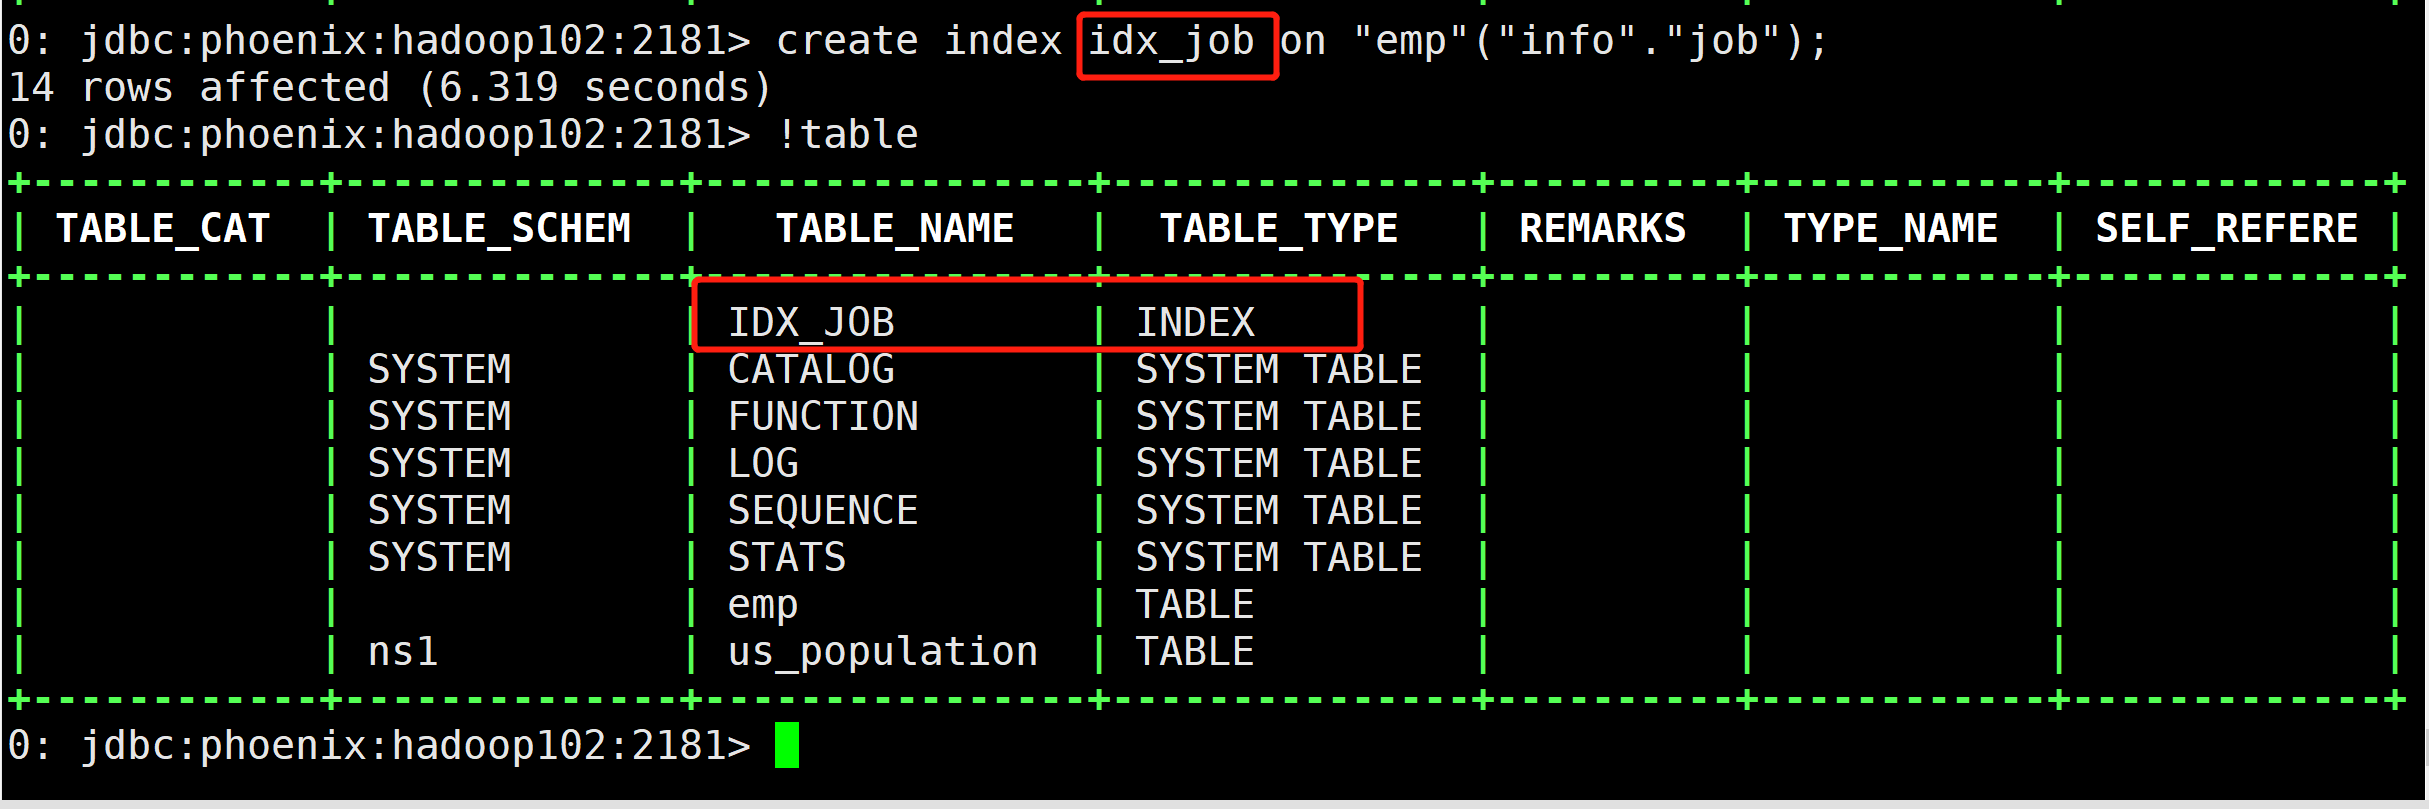 0: jdbc:phoenix:hadoop102:2181> create index idx_job on "emp"("info"."job");
14 rows affected (6.319 seconds)
0: jdbc:phoenix:hadoop102:2181> !table
+------------+--------------+----------------+---------------+----------+------------+-------------+
| TABLE_CAT | TABLE_SCHEM | TABLE_NAME | TABLE_TYPE | REMARKS | TYPE_NAME | SELF_REFERE |
+------------+--------------+----------------+---------------+----------+------------+-------------+
| | | IDX_JOB | INDEX | | | |
| | SYSTEM | CATALOG | SYSTEM TABLE | | | |
| | SYSTEM | FUNCTION | SYSTEM TABLE | | | |
| | SYSTEM | LOG | SYSTEM TABLE | | | |
| | SYSTEM | SEQUENCE | SYSTEM TABLE | | | |
| | SYSTEM | STATS | SYSTEM TABLE | | | |
| | | emp | TABLE | | | |
| | ns1 | us_population | TABLE | | | |
+------------+--------------+----------------+---------------+----------+------------+-------------+
0: jdbc:phoenix:hadoop102:2181>